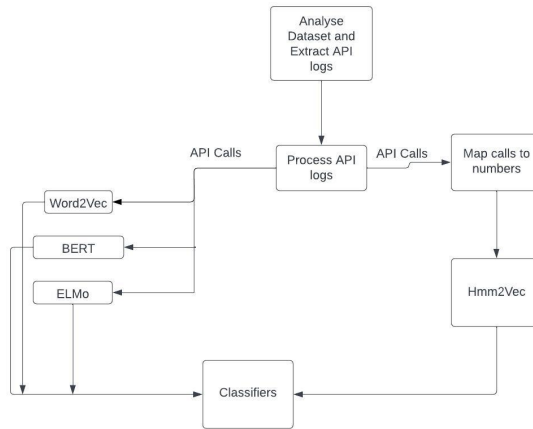 Analyse
Dataset and
Extract API
logs
API Calls
Process API
logs
API Calls
Map calls to
numbers
Word2Vec
BERT
ELMo
Hmm2Vec
Classifiers